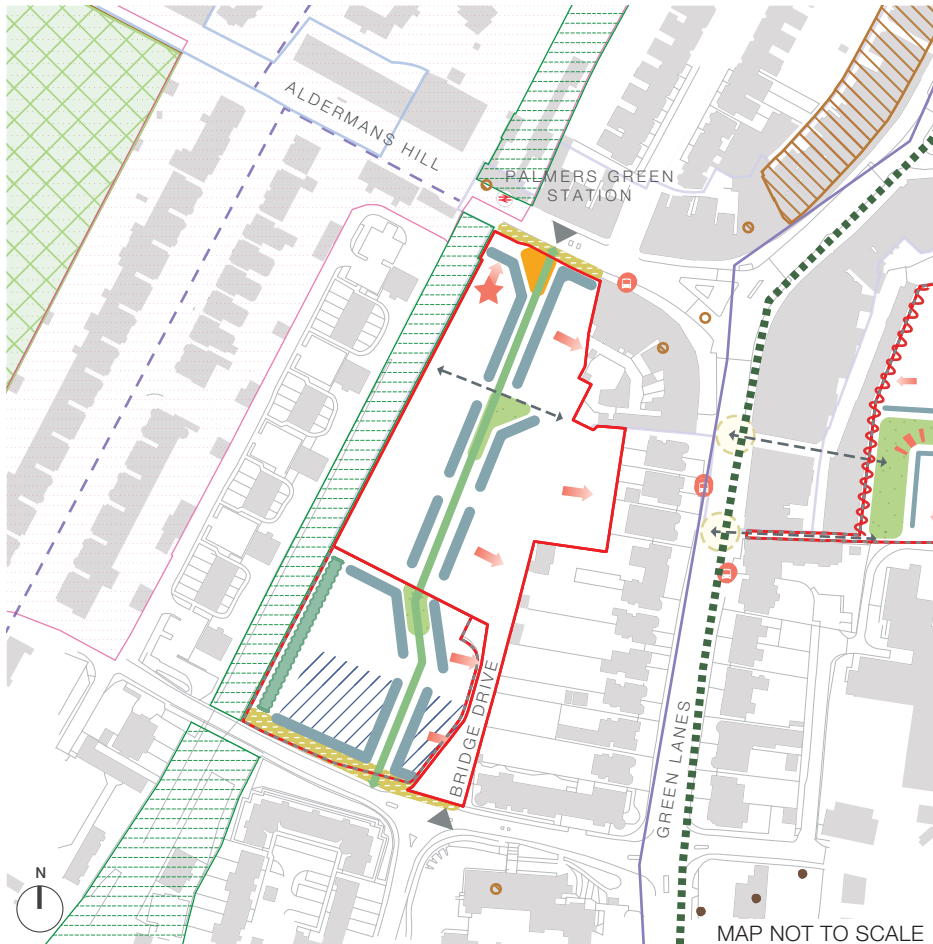 ALDERMANS HILL
PALMERS GREEN
STATION
BRIDGE DRIVE
GREEN LANES
N
MAP NOT TO SCALE